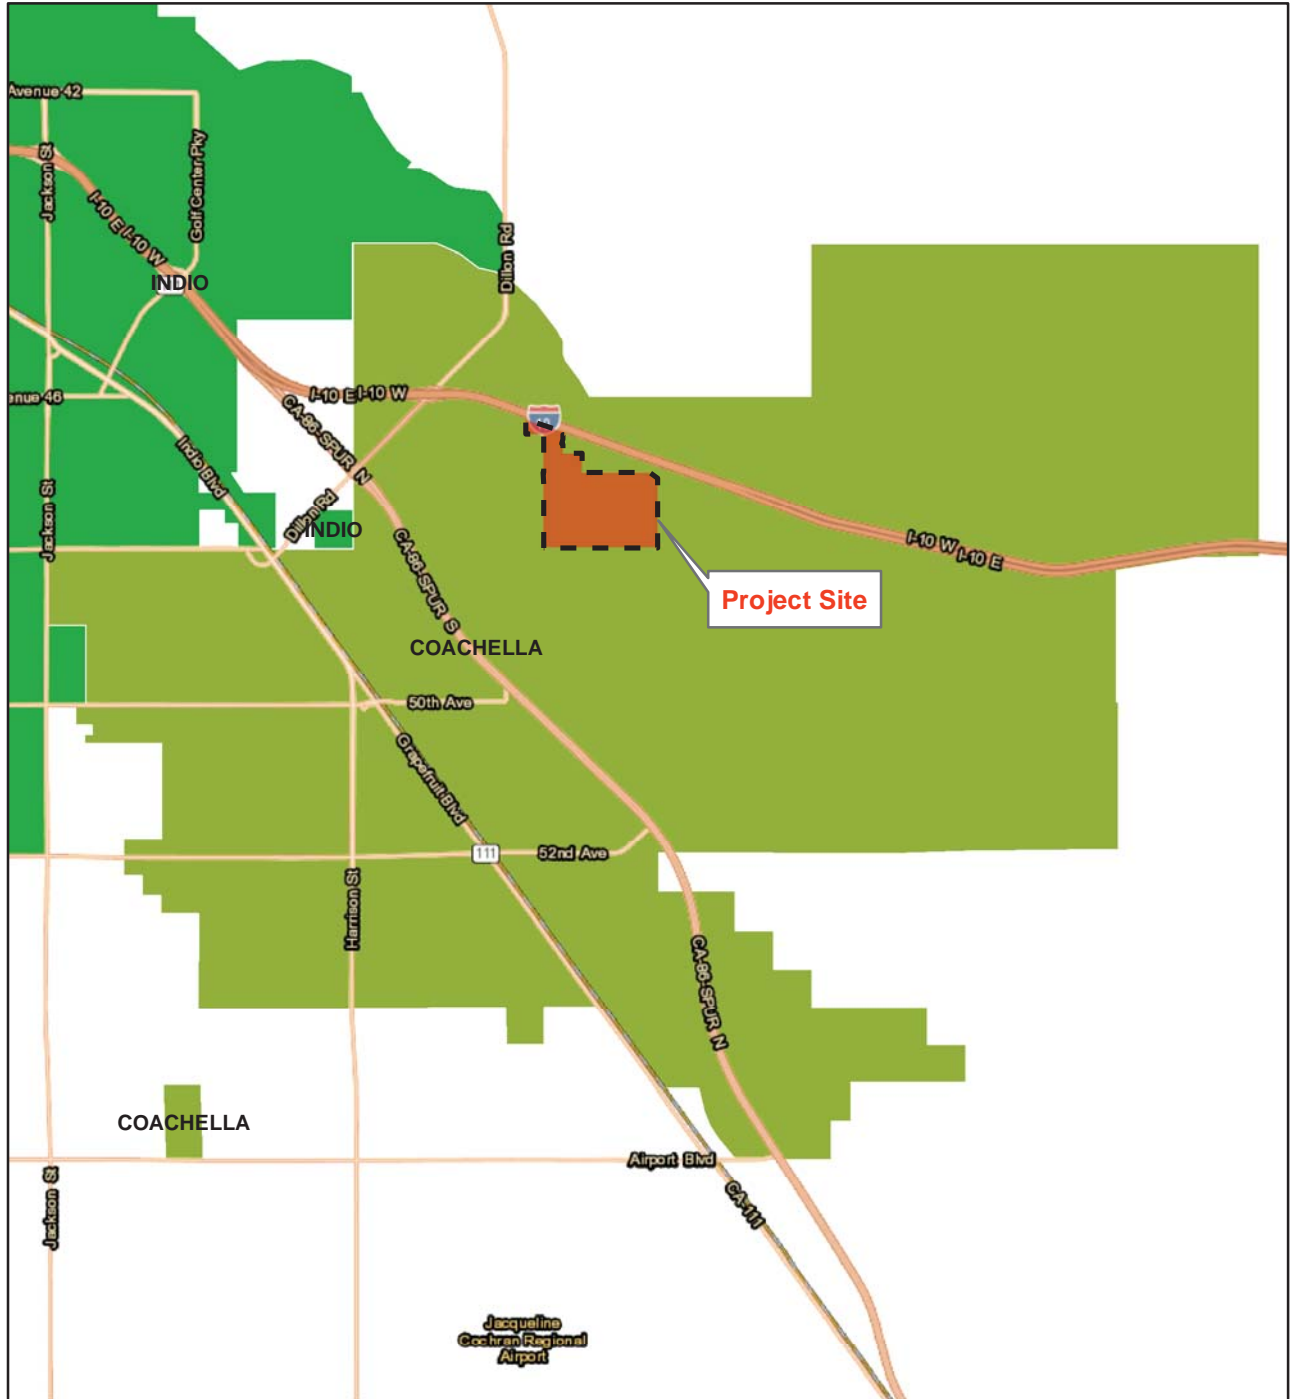 Avenue 42
Jackson St
Golf Center Pky
I-10 E
I-10 W
INDIO
Dillon Rd
enue 46
I-10 E
I-10 W
CA-86-SPUR N
10
Indio Blvd
Jackson St
Dillon Rd
INDIO
CA-86-SPUR S
I-10 W
I-10 E
Project Site
COACHELLA
50th Ave
Grapefruit Blvd
111
52nd Ave
Harrison St
CA-86-SPUR N
COACHELLA
Airport Blvd
Jackson St
CA-111
Jacqueline
Cochran Regional
Airport